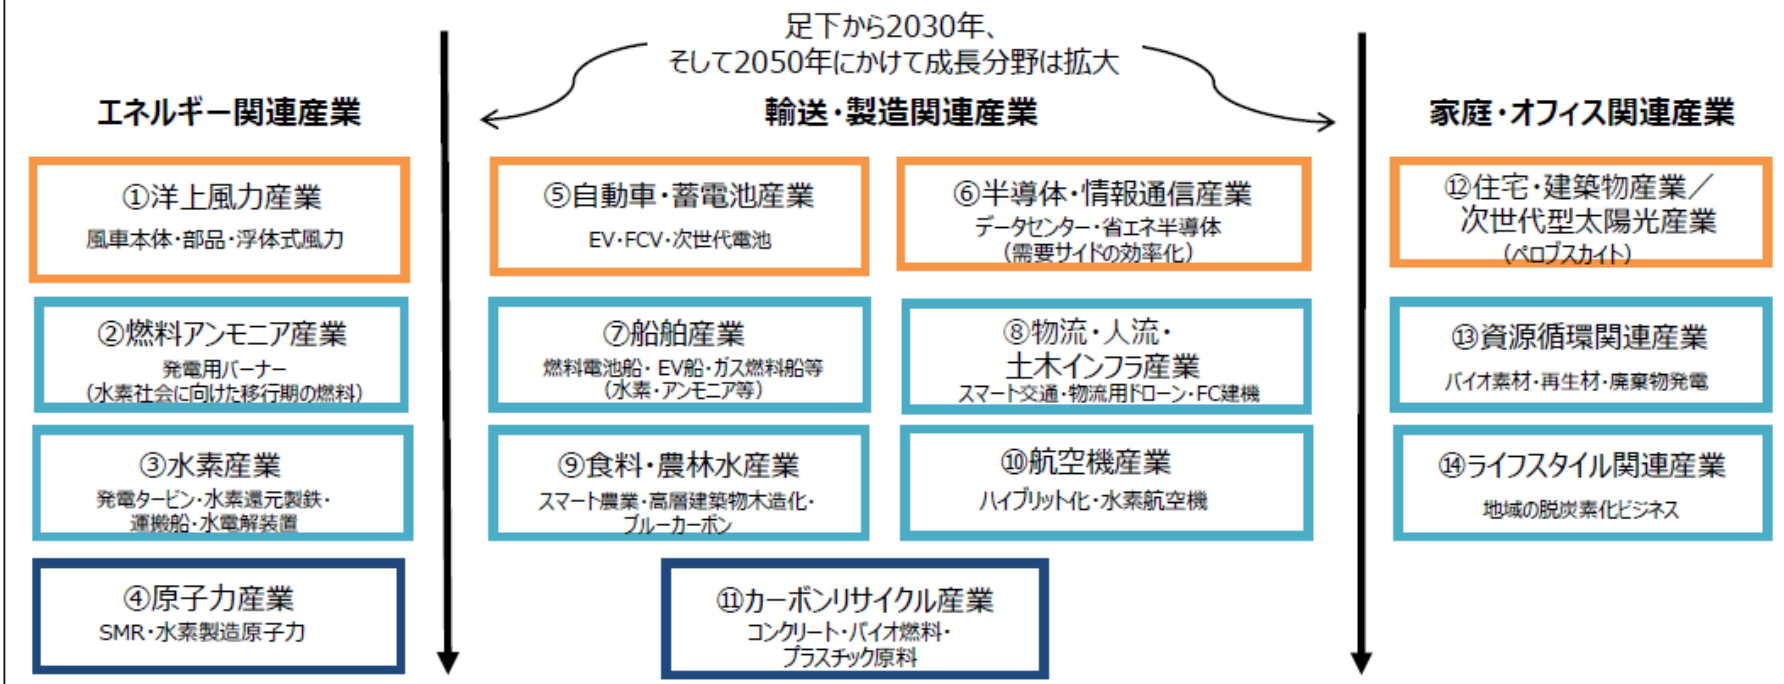 足下から2030年、
そして2050年にかけて成長分野は拡大
エネルギー関連産業
輸送・製造関連産業
家庭・オフィス関連産業
①洋上風力産業
風車本体・部品・浮体式風力
②燃料アンモニア産業
発電用バーナー
(水素社会に向けた移行期の燃料)
③水素産業
発電タービン・水素還元製鉄・
運搬船・水電解装置
④原子力産業
SMR・水素製造原子力
⑤自動車・蓄電池産業
EV・FCV・次世代電池
⑥半導体・情報通信産業
データセンター・省エネ半導体
(需要サイドの効率化)
⑦船舶産業
燃料電池船・EV船・ガス燃料船等
(水素・アンモニア等)
⑧物流・人流・
土木インフラ産業
スマート交通・物流用ドローン・FC建機
⑨食料・農林水産業
スマート農業・高層建築物木造化・
ブルーカーボン
⑩航空機産業
ハイブリット化・水素航空機
⑪カーボンリサイクル産業
コンクリート・バイオ燃料・
プラスチック原料
⑫住宅・建築物産業／
次世代型太陽光産業
(ペロブスカイト)
⑬資源循環関連産業
バイオ素材・再生材・廃棄物発電
⑭ライフスタイル関連産業
地域の脱炭素化ビジネス